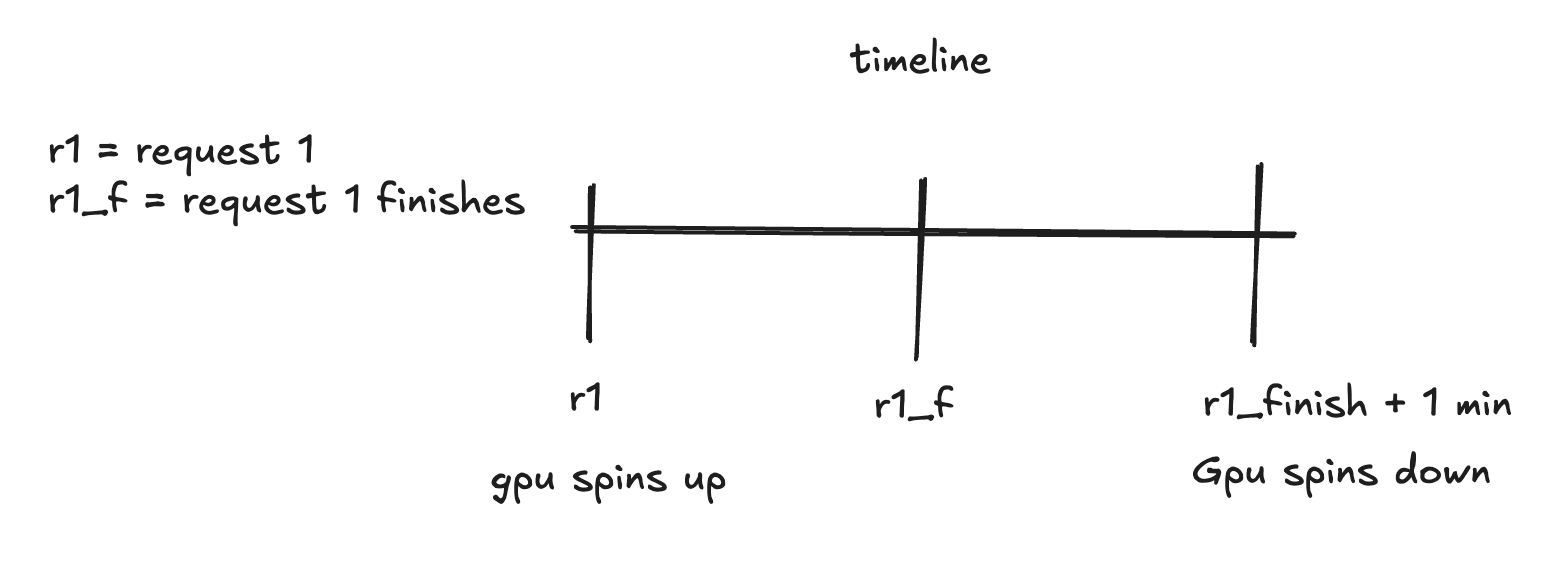 timeline
r1 = request 1
r1_f = request 1 finishes
r1
r1_f
r1_finish + 1 min
gpu spins up
Gpu spins down